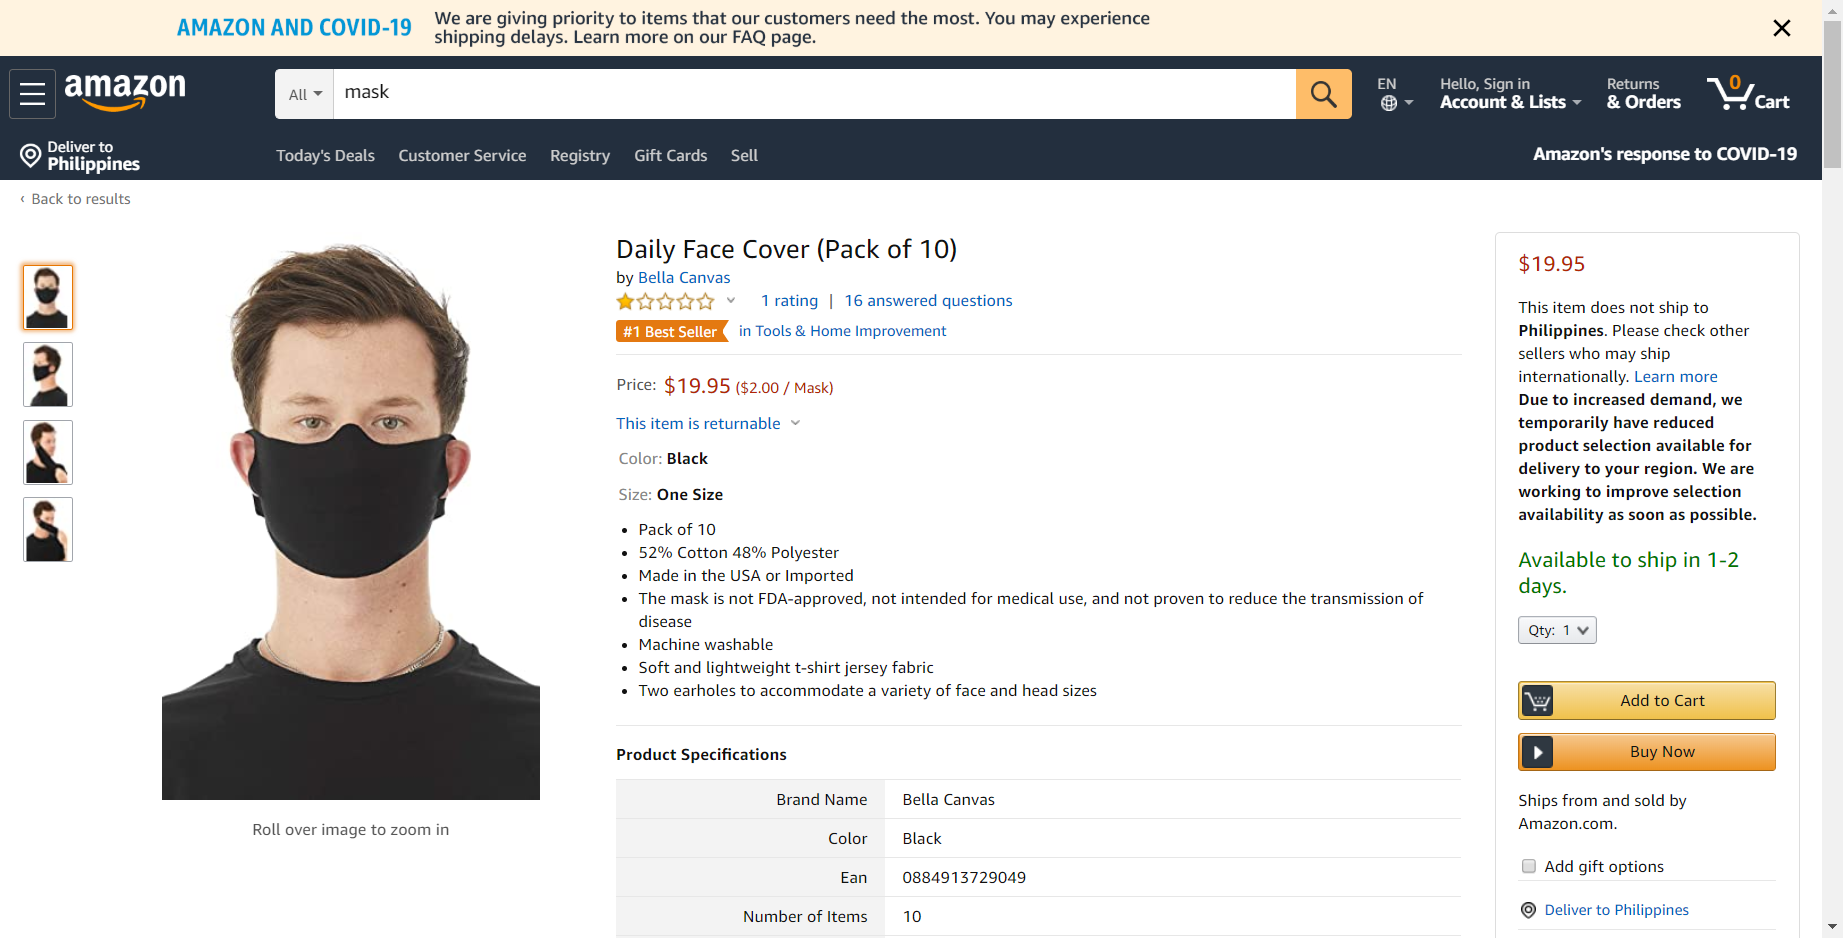 AMAZON AND COVID-19
We are giving priority to items that our customers need the most. You may experience
shipping delays. Learn more on our FAQ page.
amazon
All
mask
EN
Hello, Sign in
Account & Lists
Returns
& Orders
0
Cart
Deliver to
Philippines
Today's Deals
Customer Service
Registry
Gift Cards
Sell
Amazon's response to COVID-19
‹ Back to results
Roll over image to zoom in
Daily Face Cover (Pack of 10)
by Bella Canvas
1 rating | 16 answered questions
#1 Best Seller in Tools & Home Improvement
Price: $19.95 ($2.00 / Mask)
This item is returnable
Color: Black
Size: One Size
• Pack of 10
• 52% Cotton 48% Polyester
• Made in the USA or Imported
• The mask is not FDA-approved, not intended for medical use, and not proven to reduce the transmission of
disease
• Machine washable
• Soft and lightweight t-shirt jersey fabric
• Two earholes to accommodate a variety of face and head sizes
Product Specifications
Brand Name Bella Canvas
Color Black
Ean 0884913729049
Number of Items 10
$19.95
This item does not ship to
Philippines. Please check other
sellers who may ship
internationally. Learn more
Due to increased demand, we
temporarily have reduced
product selection available for
delivery to your region. We are
working to improve selection
availability as soon as possible.
Available to ship in 1-2
days.
Qty: 1
Add to Cart
Buy Now
Ships from and sold by
Amazon.com.
Add gift options
Deliver to Philippines